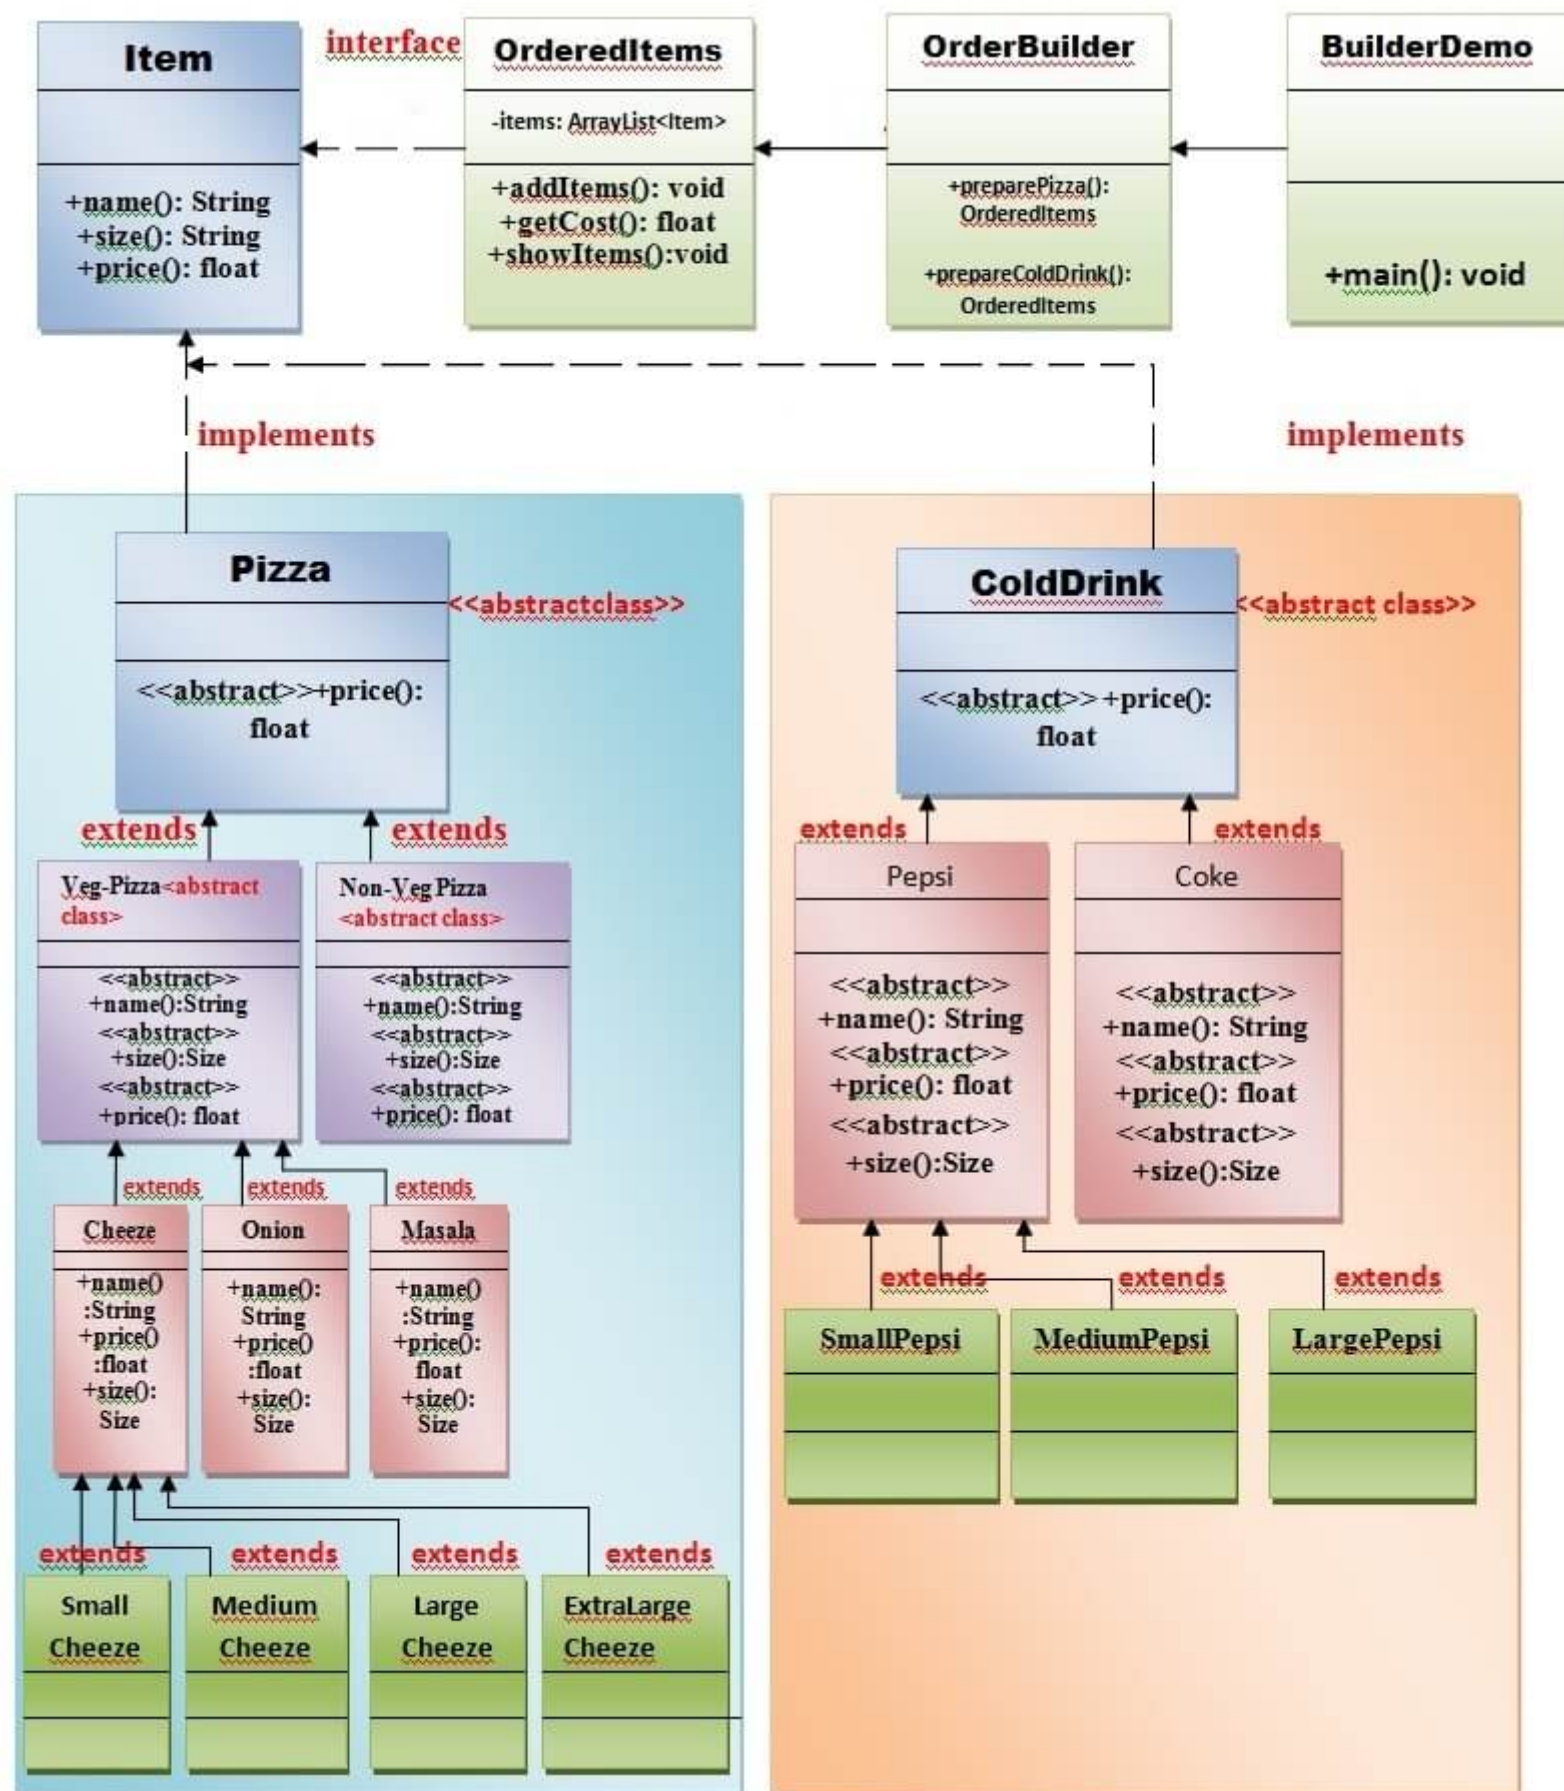 Item
+name(): String
+size(): String
+price(): float
interface
OrderedItems
-items: ArrayList<Item>
+addItems(): void
+getCost(): float
+showItems():void
OrderBuilder
+preparePizza():
OrderedItems
+prepareColdDrink():
OrderedItems
BuilderDemo
+main(): void
implements
implements
Pizza
<<abstractclass>>
<<abstract>>+price():
float
ColdDrink
<<abstract class>>
<<abstract>> +price():
float
extends
extends
Veg-Pizza<abstract
class>
<<abstract>>
+name():String
<<abstract>>
+size():Size
<<abstract>>
+price(): float
Non-Veg Pizza
<abstract class>
<<abstract>>
+name():String
<<abstract>>
+size():Size
<<abstract>>
+price(): float
extends
extends
Pepsi
<<abstract>>
+name(): String
<<abstract>>
+price(): float
<<abstract>>
+size():Size
Coke
<<abstract>>
+name(): String
<<abstract>>
+price(): float
<<abstract>>
+size():Size
extends
extends
extends
Cheeze
+name()
:String
+price()
:float
+size():
Size
Onion
+name():
String
+price()
:float
+size():
Size
Masala
+name()
:String
+price():
float
+size():
Size
extends
extends
extends
SmallPepsi
MediumPepsi
LargePepsi
extends
extends
extends
extends
Small
Cheeze
Medium
Cheeze
Large
Cheeze
ExtraLarge
Cheeze